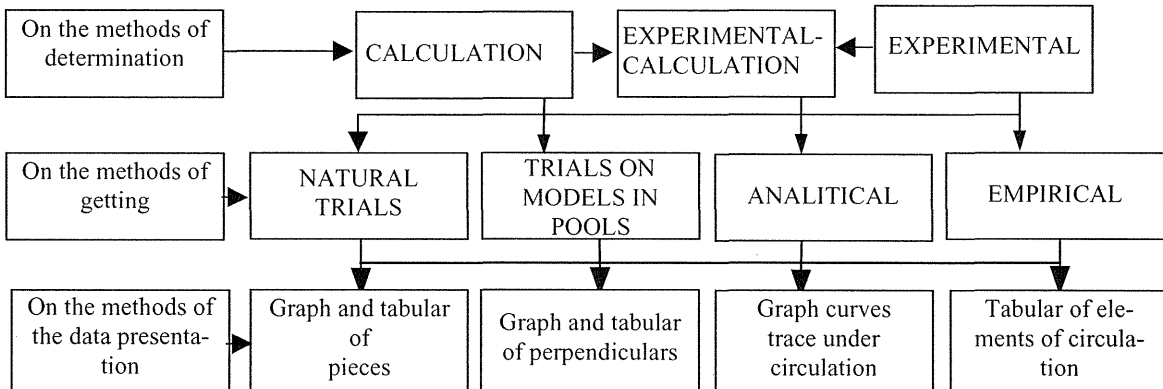 On the methods of
determination
CALCULATION
EXPERIMENTAL-
CALCULATION
EXPERIMENTAL
On the methods of
getting
NATURAL
TRIALS
TRIALS ON
MODELS IN
POOLS
ANALITICAL
EMPIRICAL
On the methods of
the data presenta-
tion
Graph and tabular
of
pieces
Graph and tabular
of perpendiculars
Graph curves
trace under
circulation
Tabular of ele-
ments of circula-
tion